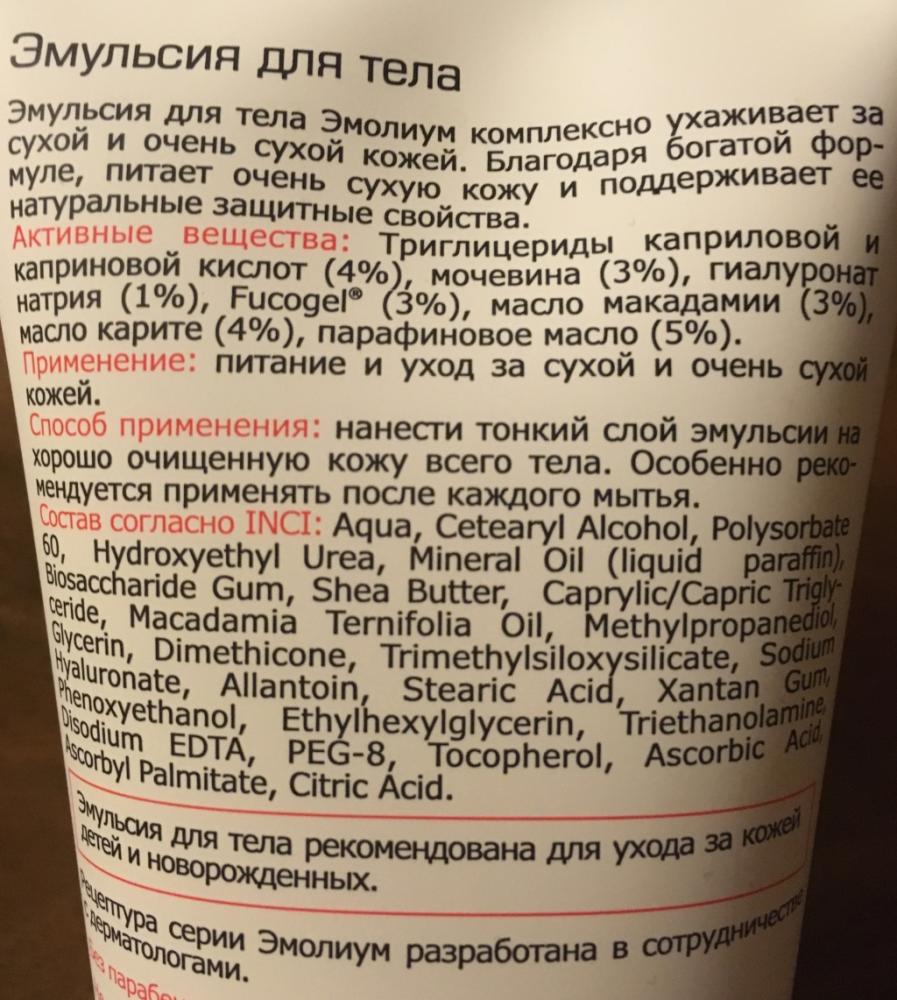 Эмульсия для тела
Эмульсия для тела Эмолиум комплексно ухаживает за
сухой и очень сухой кожей. Благодаря богатой фор-
муле, питает очень сухую кожу и поддерживает ее
натуральные защитные свойства.
Активные вещества: Триглицериды каприловой и
каприновой кислот (4%), мочевина (3%), гиалуронат
натрия (1%), Fucogel® (3%), масло макадамии (3%),
масло карите (4%), парафиновое масло (5%).
Применение: питание и уход за сухой и очень сухой
кожей.
Способ применения: нанести тонкий слой эмульсии на
хорошо очищенную кожу всего тела. Особенно реко-
мендуется применять после каждого мытья.
Состав согласно INCI: Aqua, Cetearyl Alcohol, Polysorbate
60, Hydroxyethyl Urea, Mineral Oil (liquid paraffin),
Biosaccharide Gum, Shea Butter, Caprylic/Capric Trigly-
ceride, Macadamia Ternifolia Oil, Methylpropanediol,
Glycerin, Dimethicone, Trimethylsiloxysilicate, Sodium
Hyaluronate, Allantoin, Stearic Acid, Xantan Gum,
Phenoxyethanol, Ethylhexylglycerin, Triethanolamine,
Disodium EDTA, PEG-8, Tocopherol, Ascorbic Acid,
Ascorbyl Palmitate, Citric Acid.
Эмульсия для тела рекомендована для ухода за кожей
детей и новорожденных.
Рецептура серии Эмолиум разработана в сотрудничестве
с дерматологами.
Без